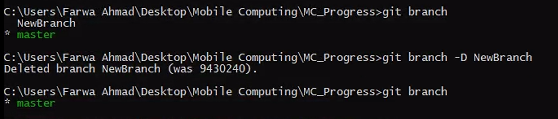 C:\Users\Farwa Ahmad\Desktop\Mobile Computing\MC_Progress>git branch
  NewBranch
* master
C:\Users\Farwa Ahmad\Desktop\Mobile Computing\MC_Progress>git branch -D NewBranch
Deleted branch NewBranch (was 9430240).
C:\Users\Farwa Ahmad\Desktop\Mobile Computing\MC_Progress>git branch
* master